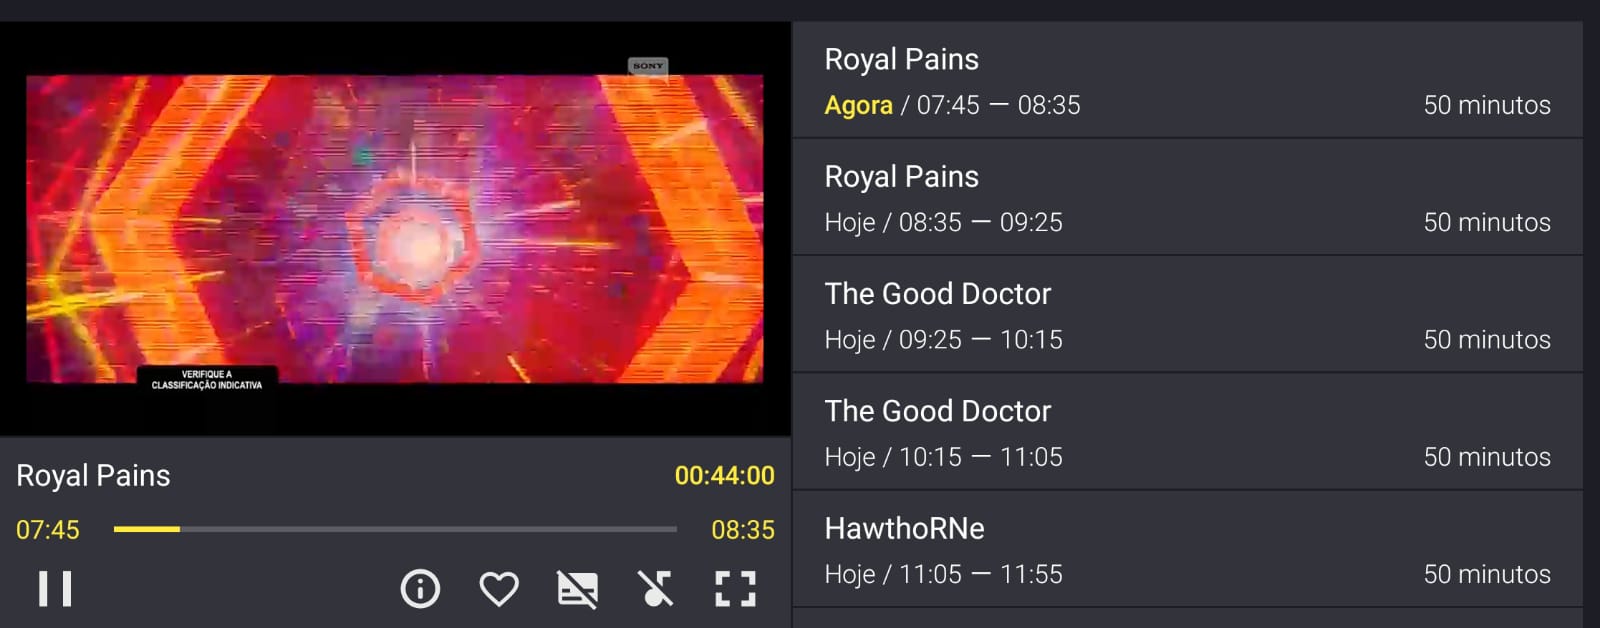 SONY
VERIFIQUE A
CLASSIFICAÇÃO INDICATIVA
Royal Pains
00:44:00
07:45
08:35
Royal Pains
Agora / 07:45 — 08:35
50 minutos
Royal Pains
Hoje / 08:35 — 09:25
50 minutos
The Good Doctor
Hoje / 09:25 — 10:15
50 minutos
The Good Doctor
Hoje / 10:15 — 11:05
50 minutos
HawthoRNe
Hoje / 11:05 — 11:55
50 minutos